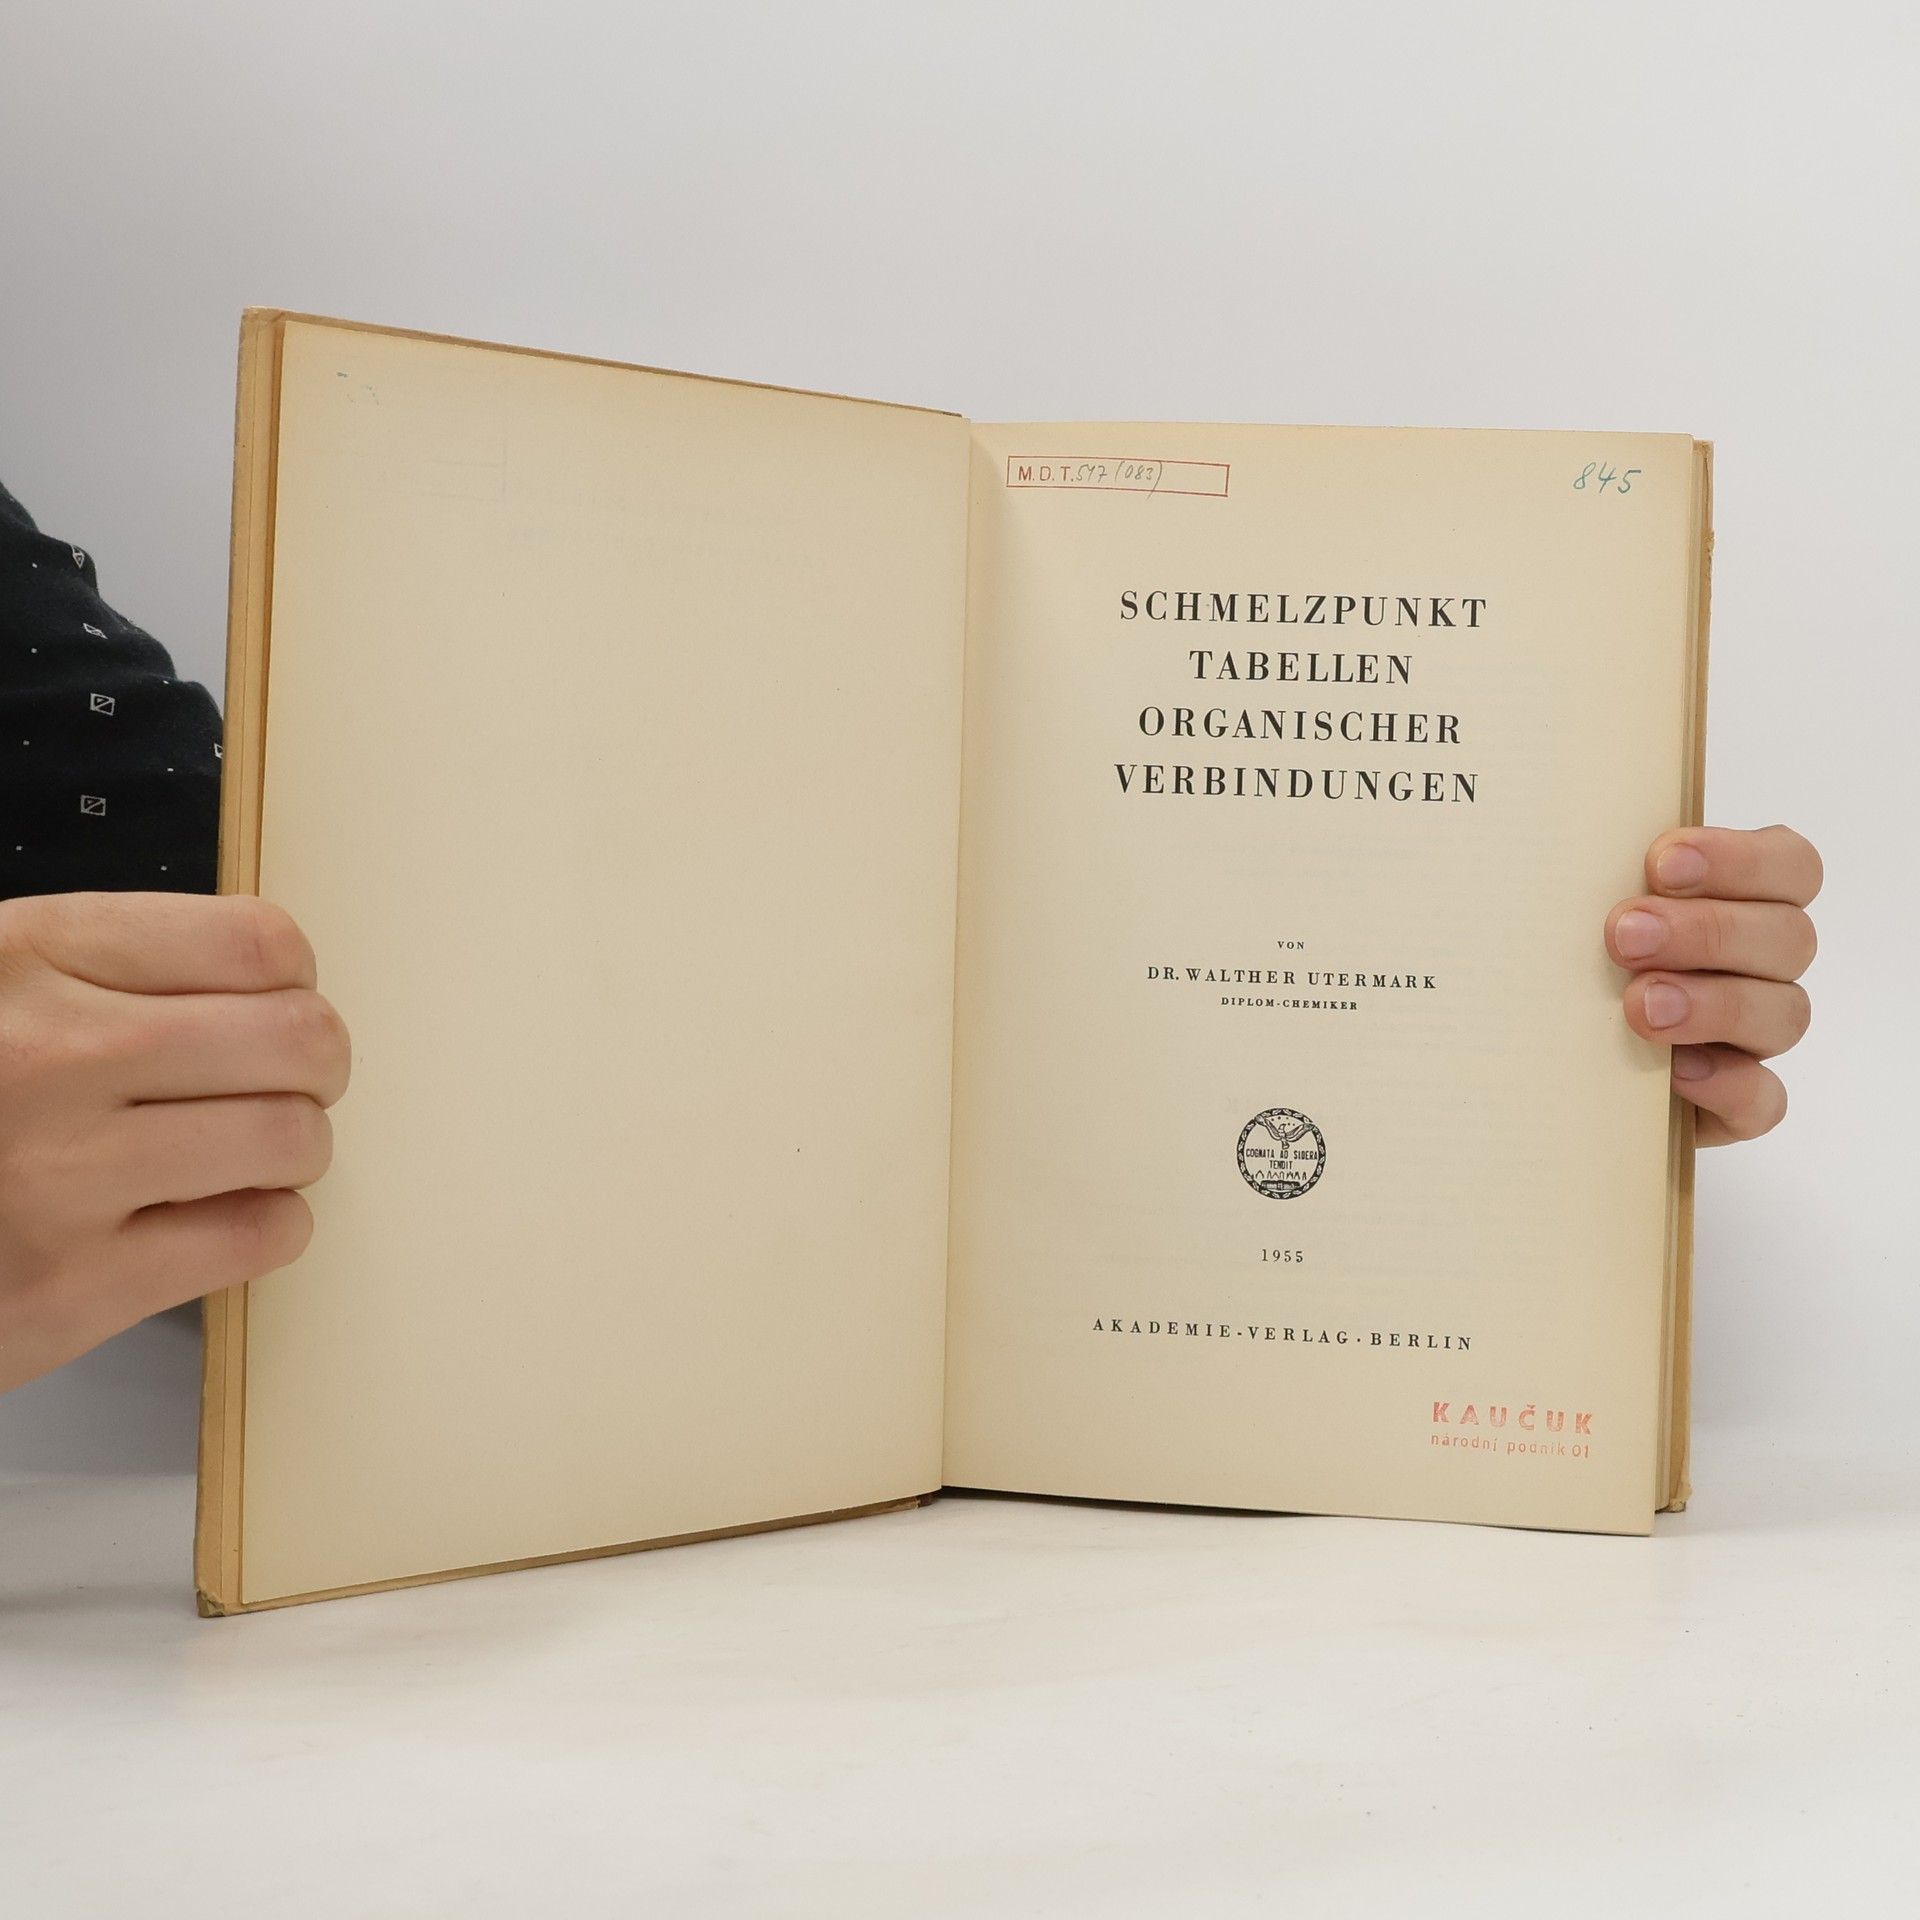 M. D. T. 547 (083)
845
SCHMELZPUNKT
TABELLEN
ORGANISCHER
VERBINDUNGEN
VON
DR. WALTHER UTERMARK
DIPLOM-CHEMIKER
COGNATA AD SIDERA
TENDIT
1955
AKADEMIE-VERLAG · BERLIN
KAUČUK
národní podnik 01